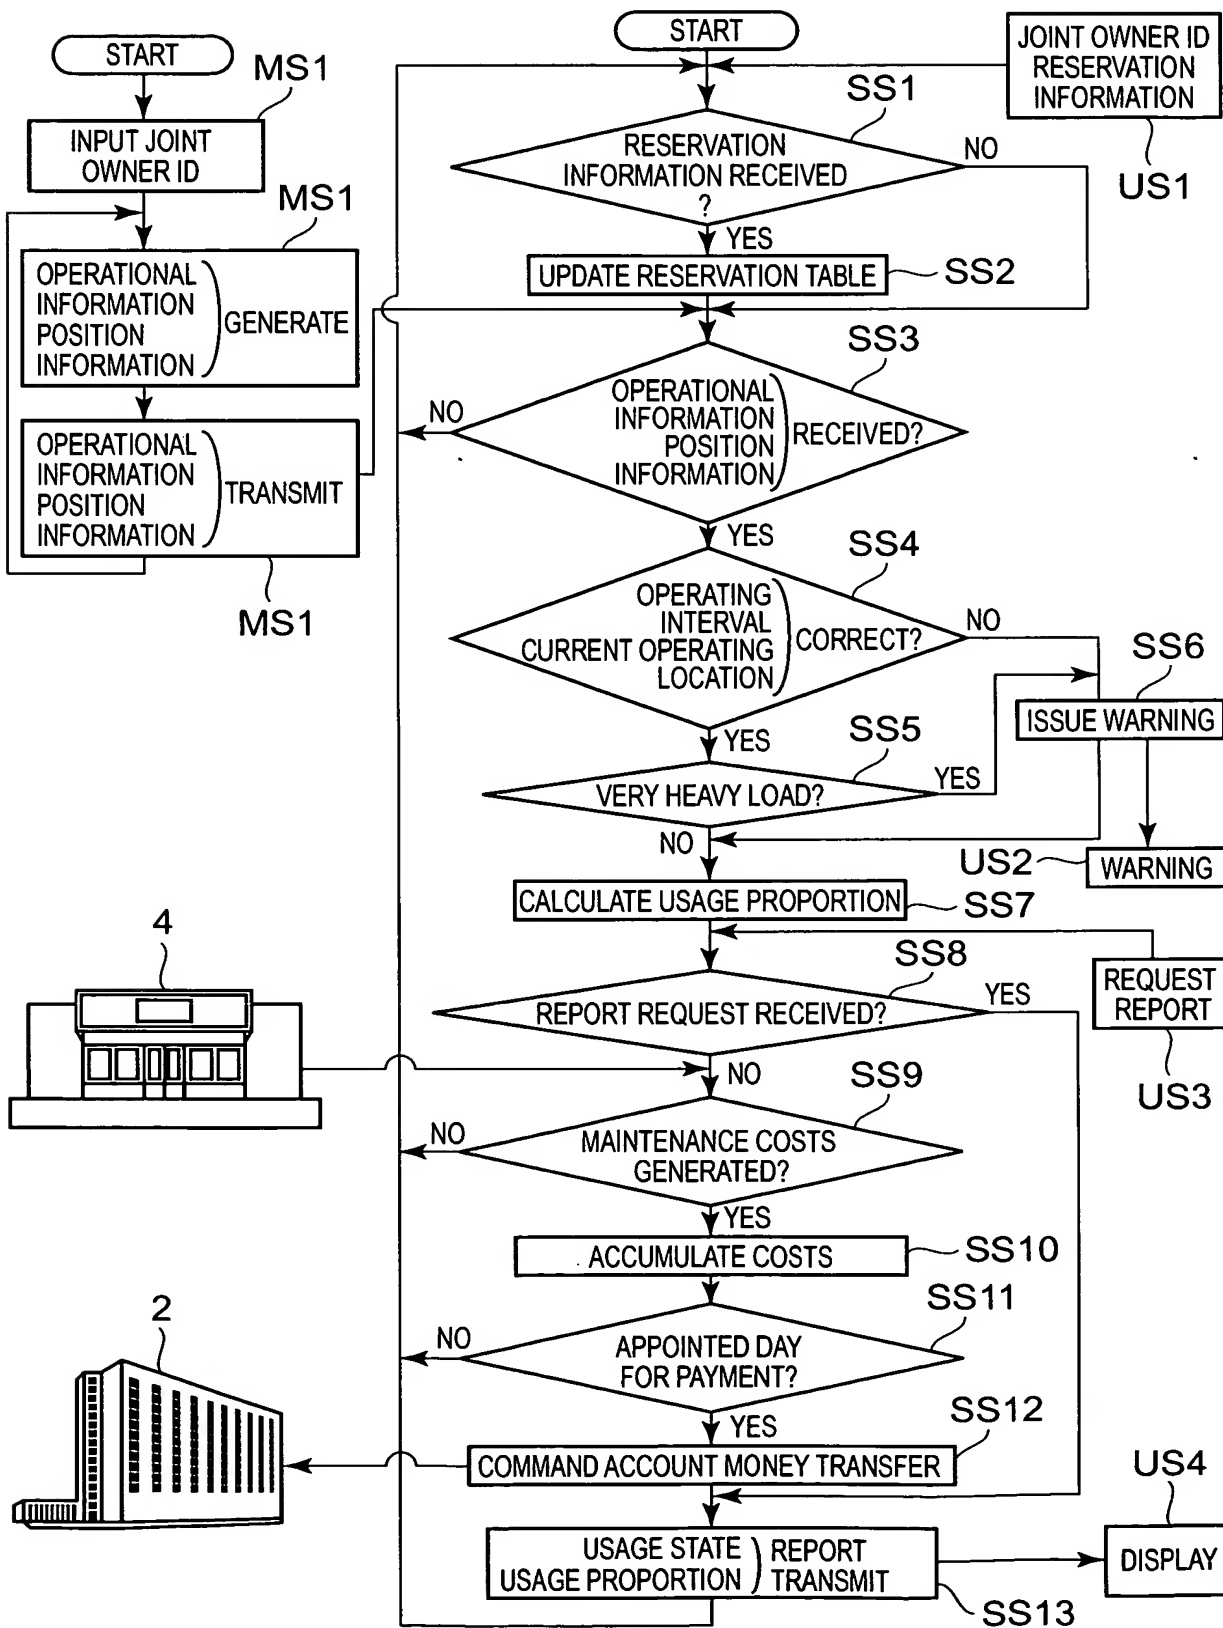 START
MS1
INPUT JOINT
OWNER ID
MS1
OPERATIONAL
INFORMATION
POSITION
INFORMATION
GENERATE
OPERATIONAL
INFORMATION
POSITION
INFORMATION
TRANSMIT
MS1
START
JOINT OWNER ID
RESERVATION
INFORMATION
US1
SS1
RESERVATION
INFORMATION RECEIVED
?
NO
YES
UPDATE RESERVATION TABLE
SS2
SS3
OPERATIONAL
INFORMATION
POSITION
INFORMATION
RECEIVED?
NO
YES
SS4
OPERATING
INTERVAL
CURRENT OPERATING
LOCATION
CORRECT?
NO
YES
SS6
ISSUE WARNING
SS5
VERY HEAVY LOAD?
YES
NO
US2
WARNING
CALCULATE USAGE PROPORTION
SS7
4
SS8
REPORT REQUEST RECEIVED?
YES
NO
REQUEST
REPORT
US3
SS9
MAINTENANCE COSTS
GENERATED?
NO
YES
ACCUMULATE COSTS
SS10
2
SS11
APPOINTED DAY
FOR PAYMENT?
NO
YES
SS12
COMMAND ACCOUNT MONEY TRANSFER
US4
USAGE STATE
USAGE PROPORTION
REPORT
TRANSMIT
DISPLAY
SS13